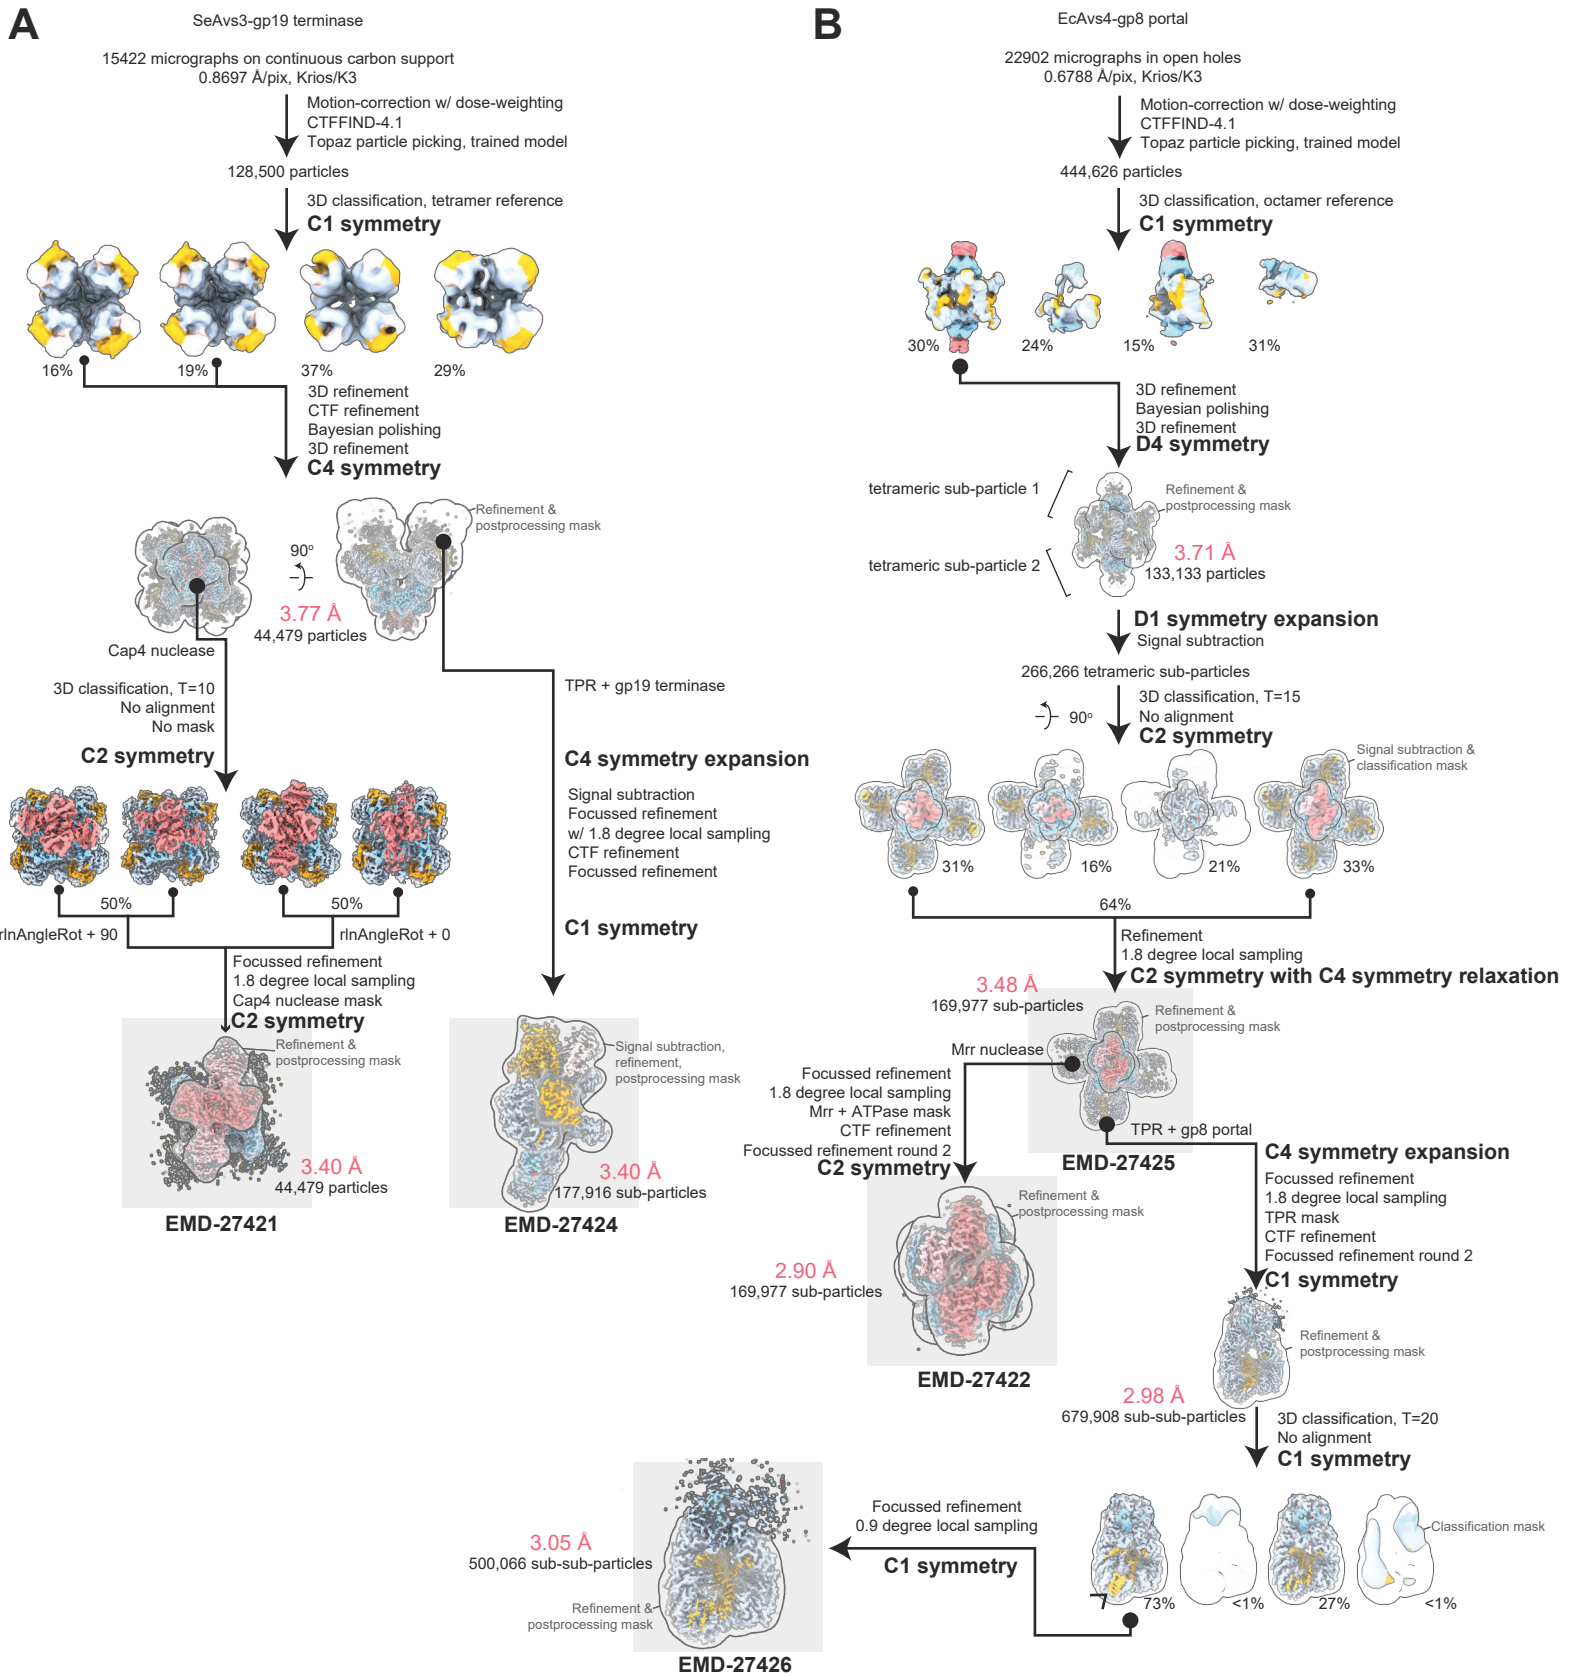 A
SeAvs3-gp19 terminase
15422 micrographs on continuous carbon support
0.8697 Å/pix, Krios/K3
Motion-correction w/ dose-weighting
CTFFIND-4.1
Topaz particle picking, trained model
128,500 particles
3D classification, tetramer reference
C1 symmetry
16%
19%
37%
29%
3D refinement
CTF refinement
Bayesian polishing
3D refinement
C4 symmetry
Refinement &
postprocessing mask
90°
3.77 Å
44,479 particles
Cap4 nuclease
3D classification, T=10
No alignment
No mask
C2 symmetry
TPR + gp19 terminase
C4 symmetry expansion
Signal subtraction
Focused refinement
w/ 1.8 degree local sampling
CTF refinement
Focussed refinement
C1 symmetry
50%
50%
rlnAngleRot + 90
rlnAngleRot + 0
Focussed refinement
1.8 degree local sampling
Cap4 nuclease mask
C2 symmetry
Refinement &
postprocessing mask
3.40 Å
44,479 particles
EMD-27421
Signal subtraction,
refinement,
postprocessing mask
3.40 Å
177,916 sub-particles
EMD-27424
B
EcAvs4-gp8 portal
22902 micrographs in open holes
0.6788 Å/pix, Krios/K3
Motion-correction w/ dose-weighting
CTFFIND-4.1
Topaz particle picking, trained model
444,626 particles
3D classification, octamer reference
C1 symmetry
30%
24%
15%
31%
3D refinement
Bayesian polishing
3D refinement
D4 symmetry
tetrameric sub-particle 1
Refinement &
postprocessing mask
tetrameric sub-particle 2
3.71 Å
133,133 particles
D1 symmetry expansion
Signal subtraction
266,266 tetrameric sub-particles
90°
3D classification, T=15
No alignment
C2 symmetry
Signal subtraction &
classification mask
31%
16%
21%
33%
64%
Refinement
1.8 degree local sampling
C2 symmetry with C4 symmetry relaxation
3.48 Å
169,977 sub-particles
Refinement &
postprocessing mask
Mrr nuclease
Focussed refinement
1.8 degree local sampling
Mrr + ATPase mask
CTF refinement
Focussed refinement round 2
C2 symmetry
TPR + gp8 portal
EMD-27425
C4 symmetry expansion
Focussed refinement
1.8 degree local sampling
TPR mask
CTF refinement
Focussed refinement round 2
C1 symmetry
Refinement &
postprocessing mask
2.90 Å
169,977 sub-particles
EMD-27422
Refinement &
postprocessing mask
2.98 Å
679,908 sub-sub-particles
3D classification, T=20
No alignment
C1 symmetry
Classification mask
73%
<1%
27%
<1%
Focussed refinement
0.9 degree local sampling
C1 symmetry
3.05 Å
500,066 sub-sub-particles
Refinement &
postprocessing mask
EMD-27426